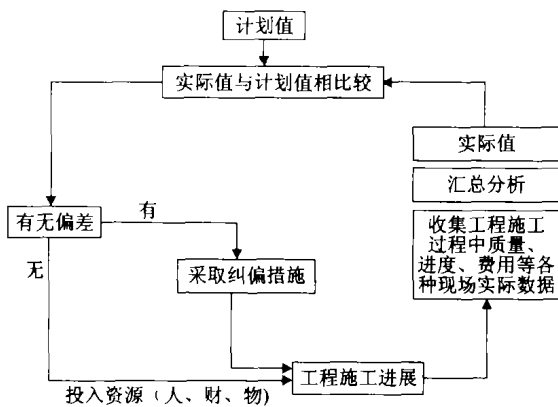 计划值
实际值与计划值相比较
实际值
汇总分析
收集工程施工
过程中质量、
进度、费用等各
种现场实际数据
有无偏差
有
无
采取纠偏措施
工程施工进展
投入资源（人、财、物)